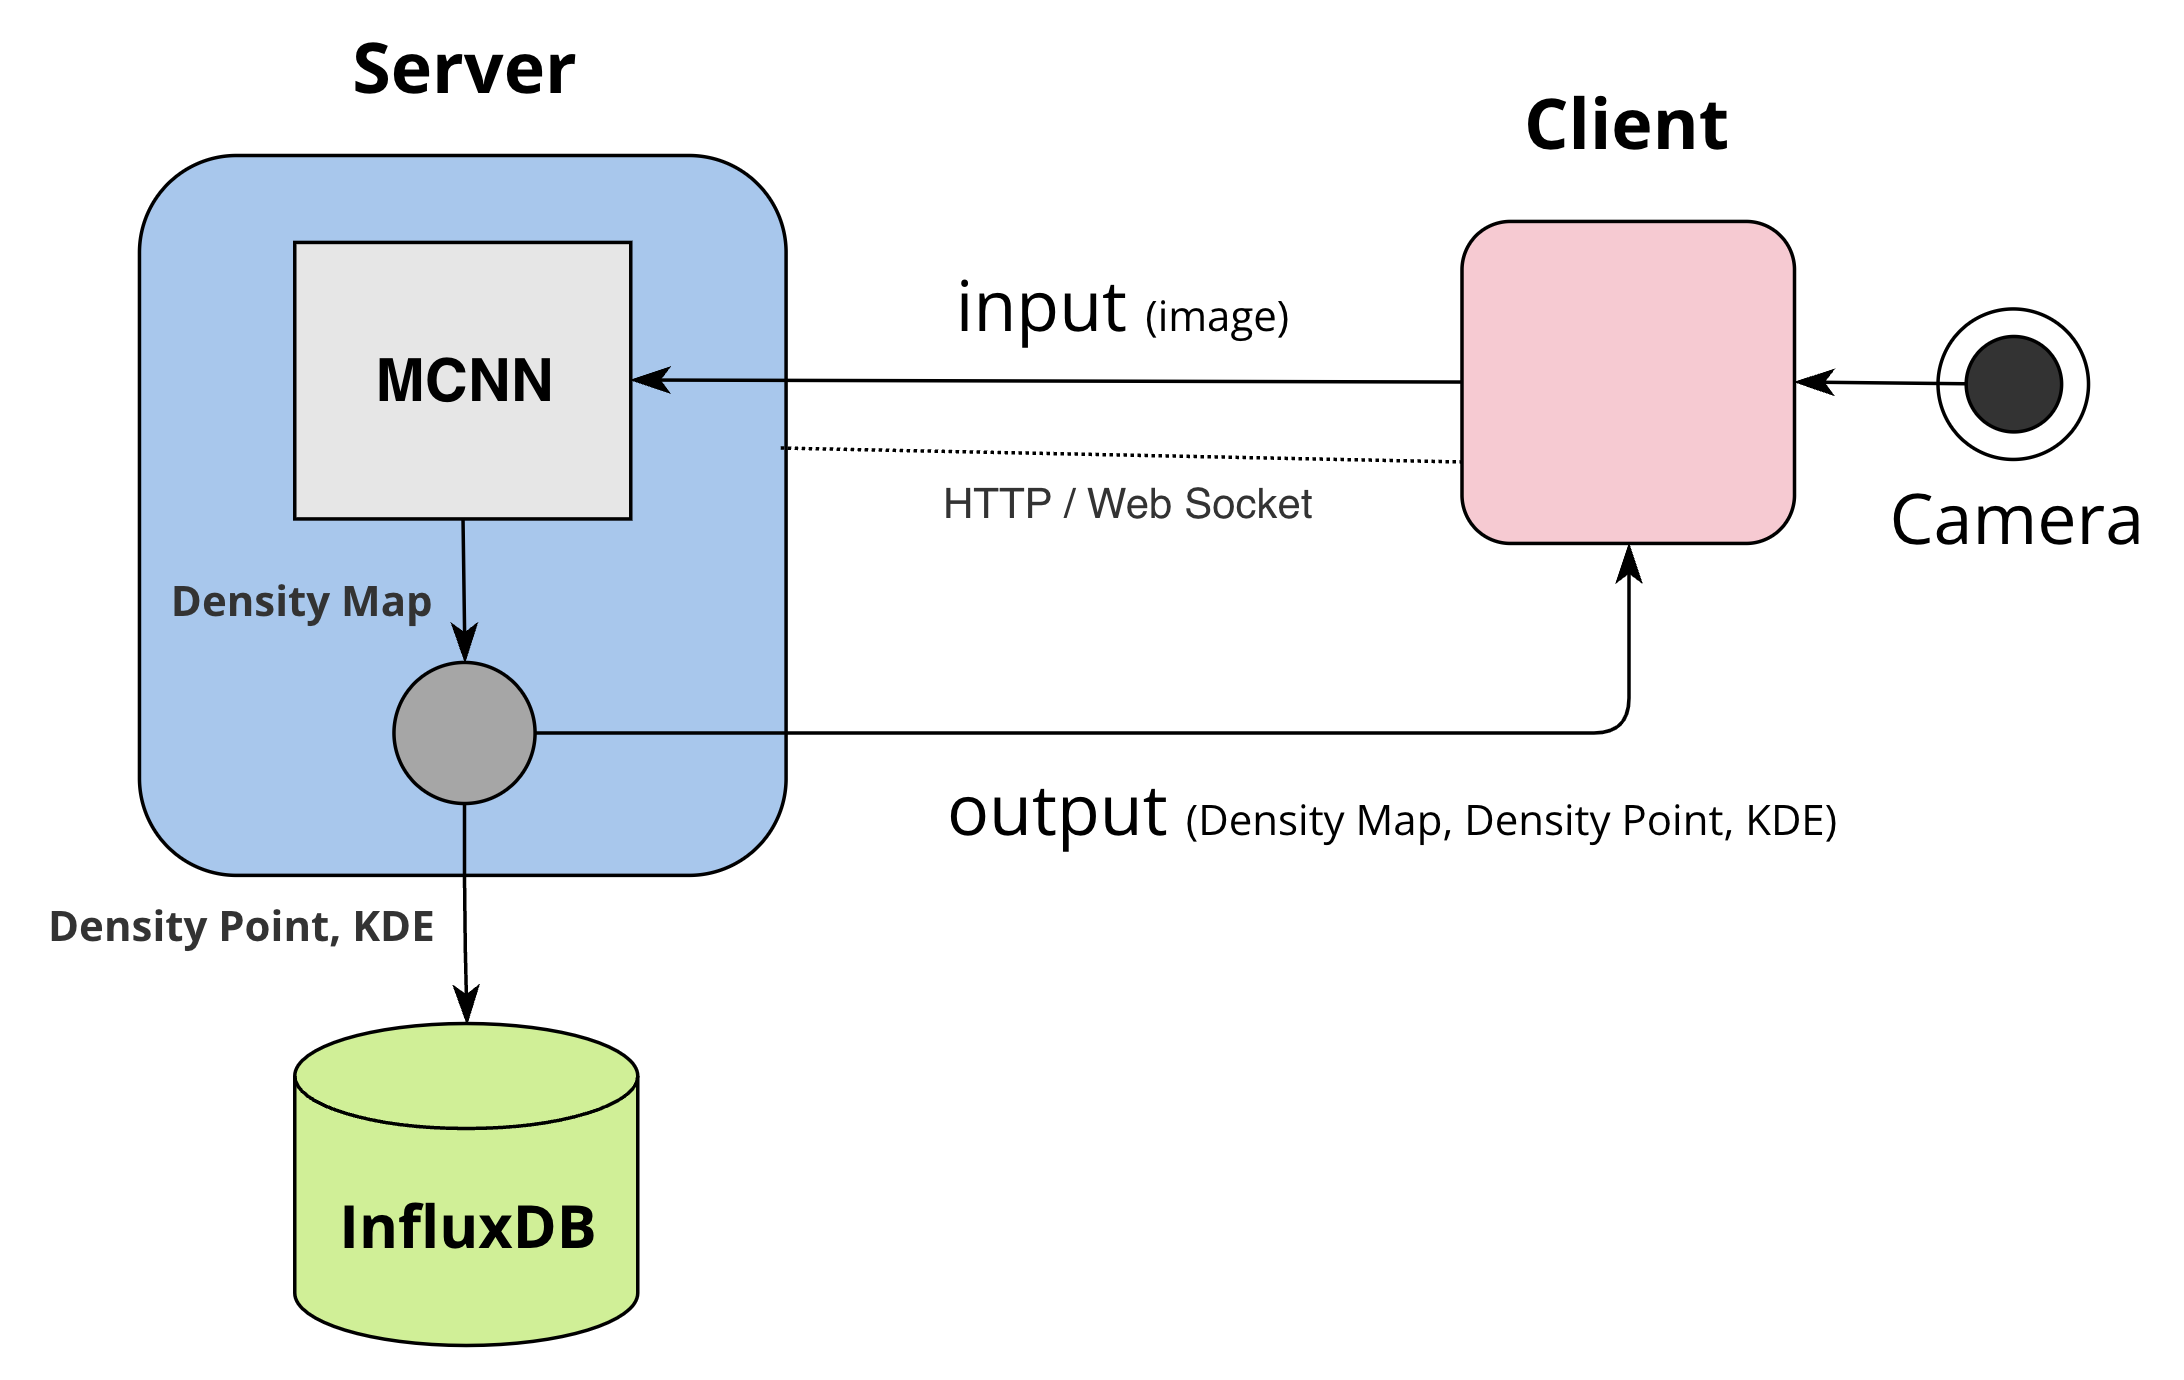 Server
Client
input (image)
MCNN
HTTP / Web Socket
Camera
Density Map
output (Density Map, Density Point, KDE)
Density Point, KDE
InfluxDB